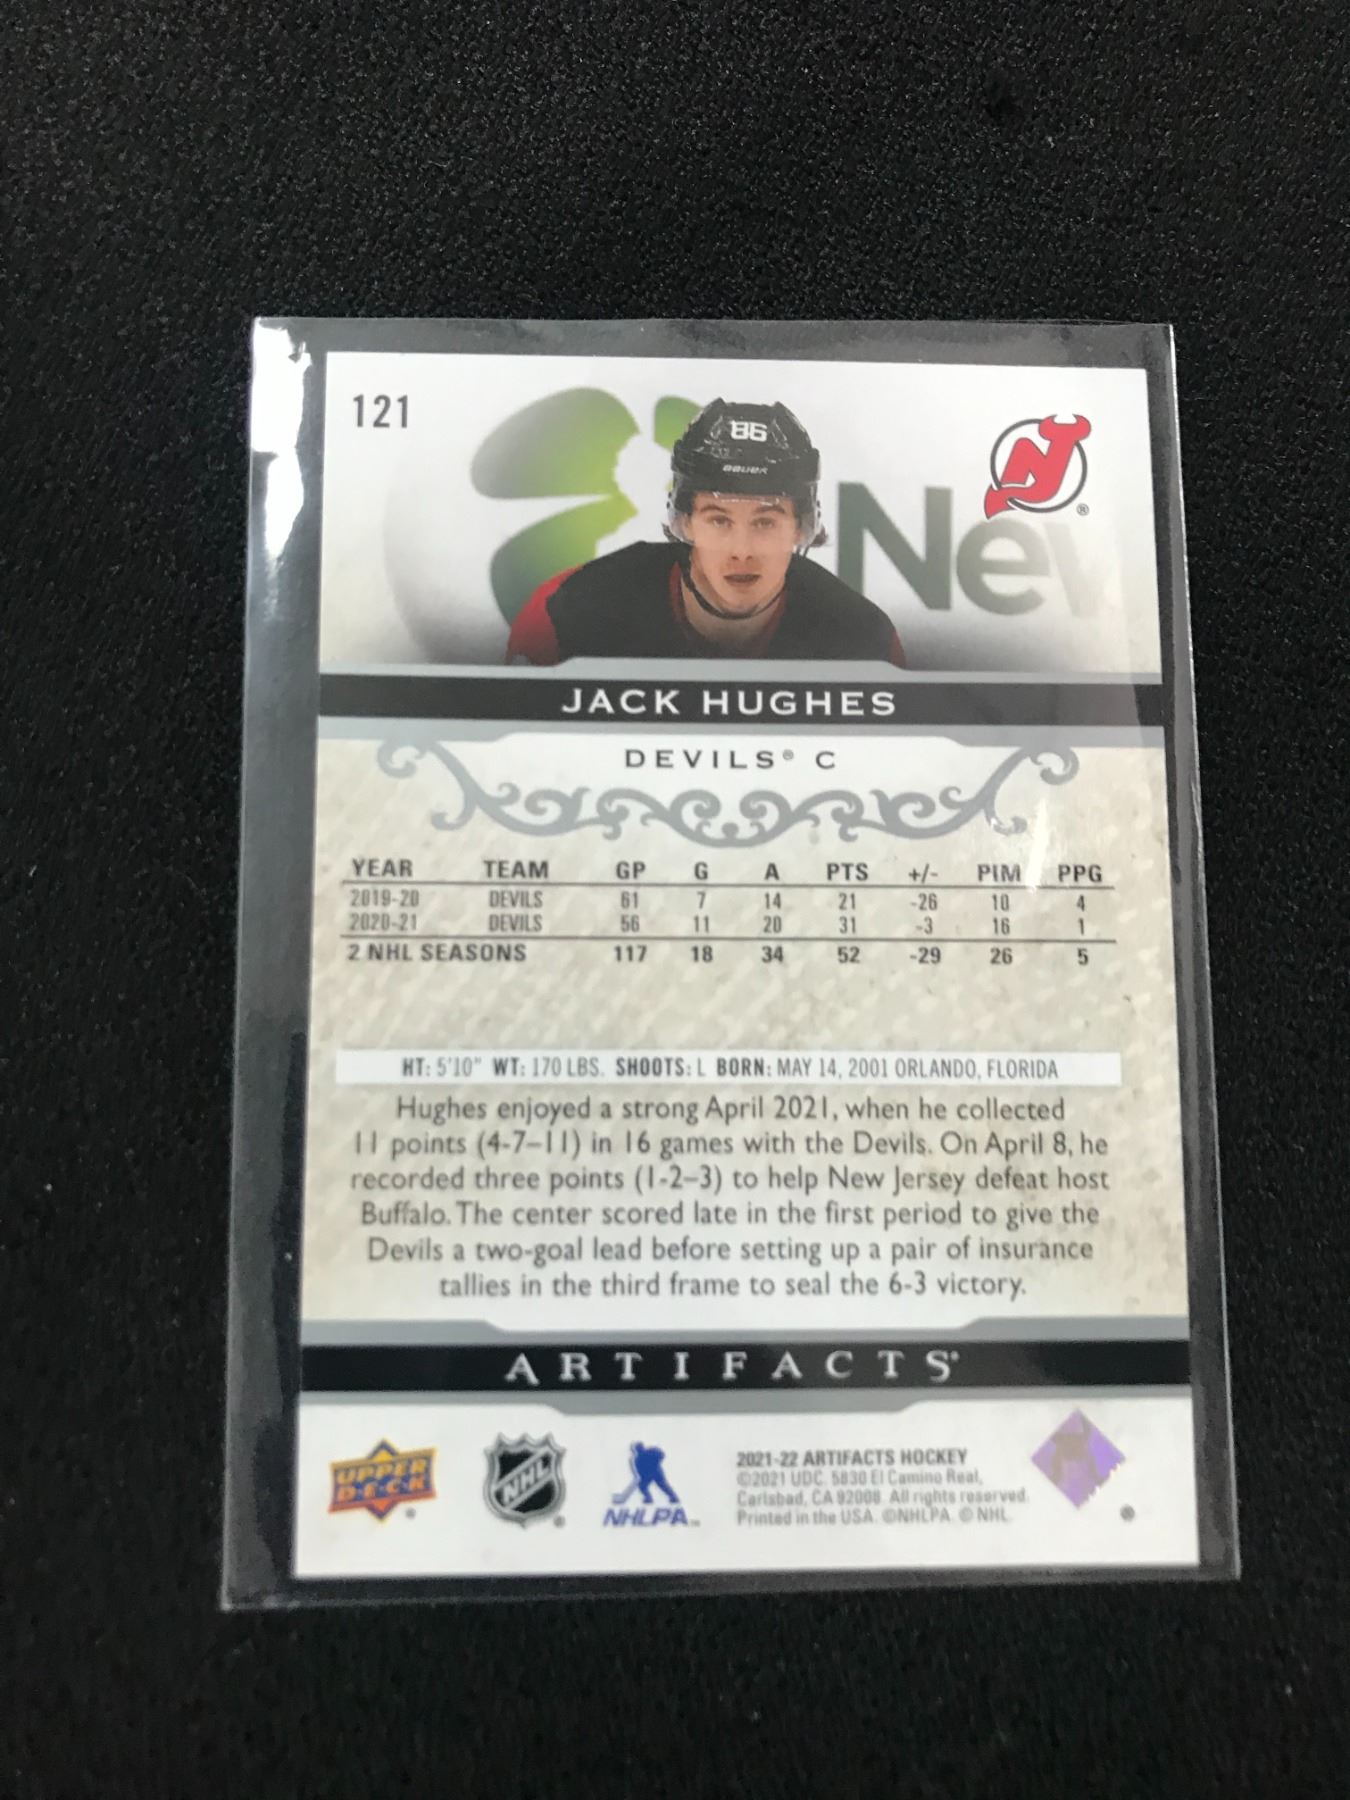 121
86
BAUER
New
NJ
®
JACK HUGHES
DEVILS® C
YEAR TEAM GP G A PTS +/- PIM PPG
2019-20 DEVILS 61 7 14 21 -26 10 4
2020-21 DEVILS 56 11 20 31 -3 16 1
2 NHL SEASONS 117 18 34 52 -29 26 5
HT: 5'10" WT: 170 LBS. SHOOTS: L BORN: MAY 14, 2001 ORLANDO, FLORIDA
Hughes enjoyed a strong April 2021, when he collected
11 points (4-7–11) in 16 games with the Devils. On April 8, he
recorded three points (1-2–3) to help New Jersey defeat host
Buffalo. The center scored late in the first period to give the
Devils a two-goal lead before setting up a pair of insurance
tallies in the third frame to seal the 6-3 victory.
ARTIFACTS®
UPPER
D·E·C·K
NHL
NHLPA™
2021-22 ARTIFACTS HOCKEY
©2021 UDC. 5830 El Camino Real,
Carlsbad, CA 92008. All rights reserved.
Printed in the USA. ©NHLPA. © NHL.